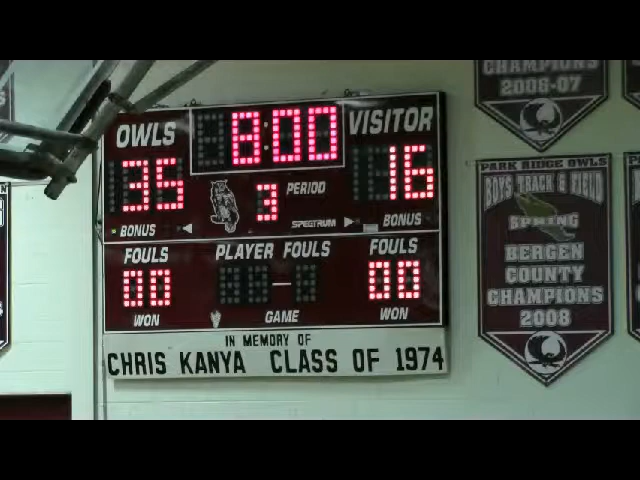 OWLS 8:00 VISITOR
35 3 PERIOD 16
BONUS SPECTRUM BONUS
FOULS PLAYER FOULS FOULS
00 00
WON GAME WON
IN MEMORY OF
CHRIS KANYA CLASS OF 1974
CHAMPIONS
2006-07
PARK RIDGE OWLS
BOYS TRACK & FIELD
SPRING
BERGEN
COUNTY
CHAMPIONS
2008